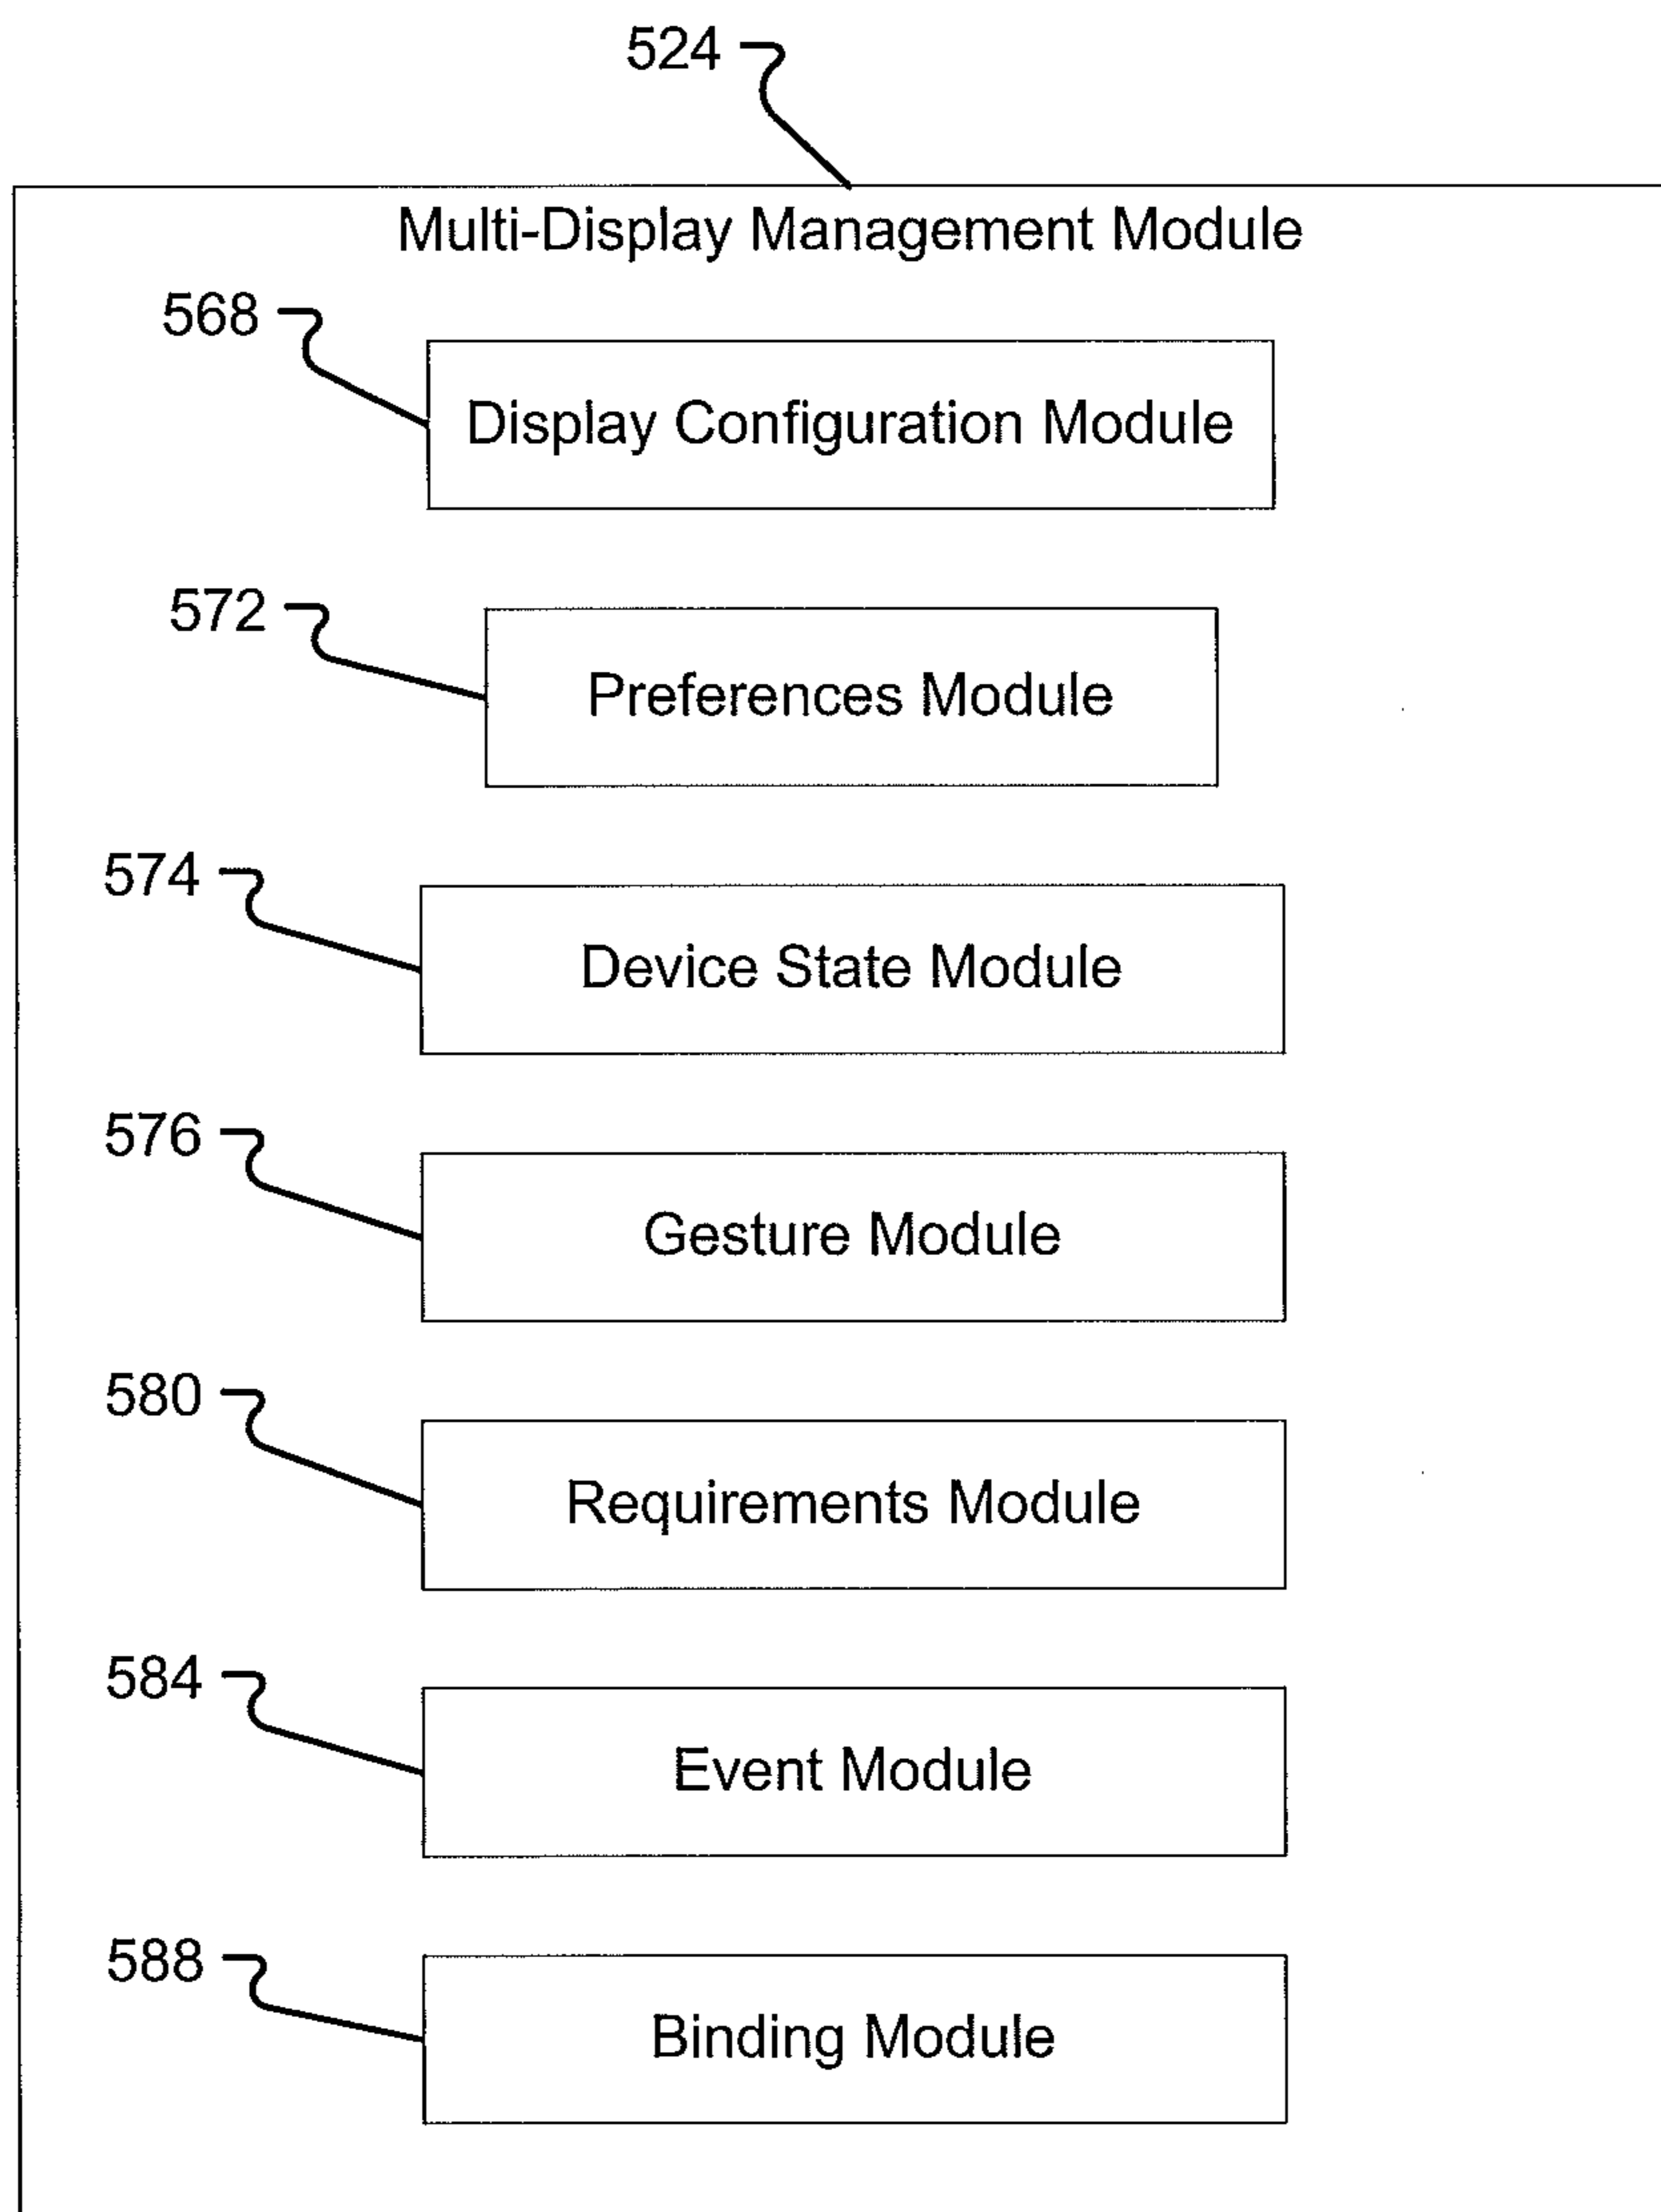 524
Multi-Display Management Module
568
Display Configuration Module
572
Preferences Module
574
Device State Module
576
Gesture Module
580
Requirements Module
584
Event Module
588
Binding Module